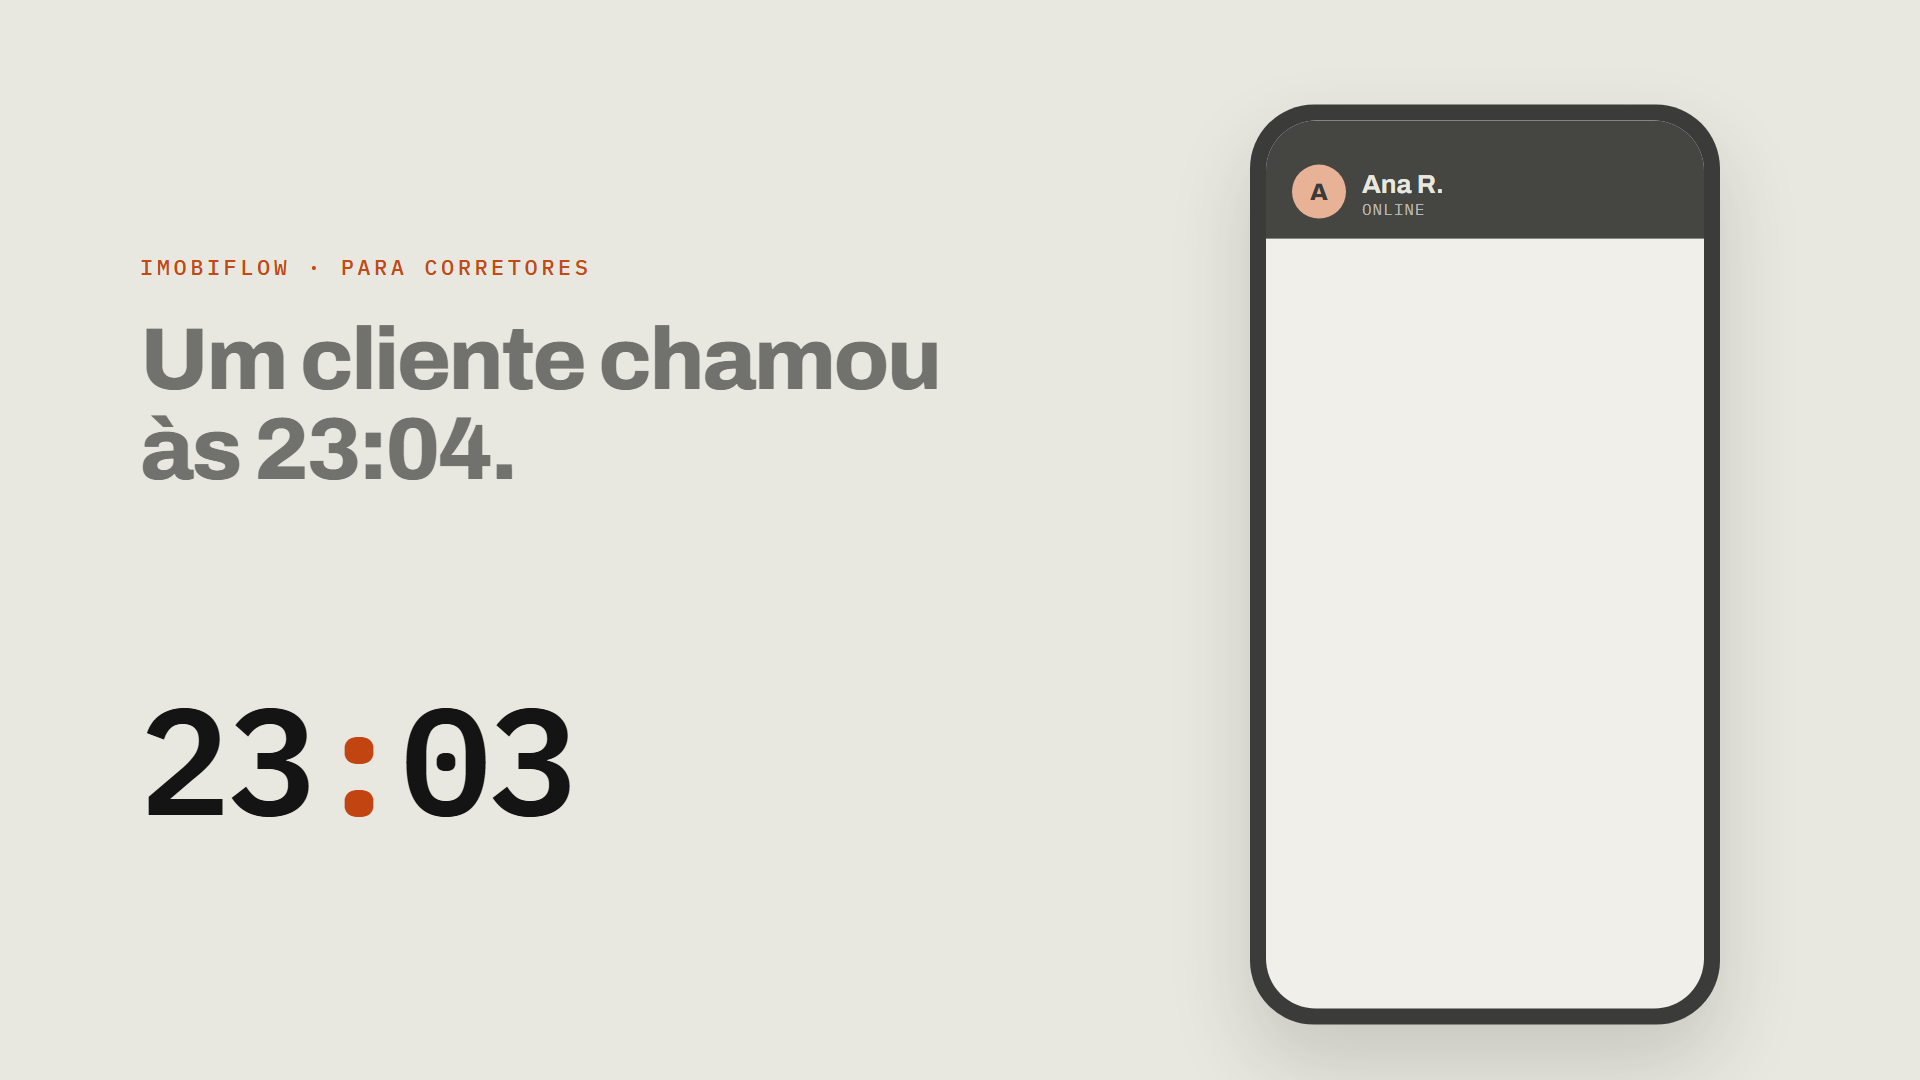 IMOBIFLOW · PARA CORRETORES
Um cliente chamou
às 23:04.
23:03
A
Ana R.
ONLINE